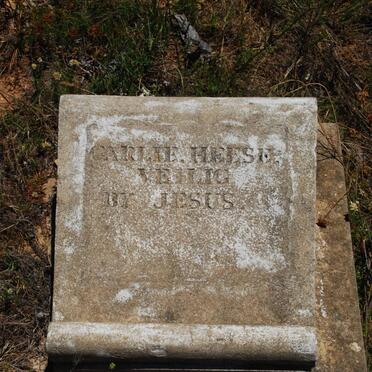 CARLIE. HEESE.
VEILIG
BY JESUS.